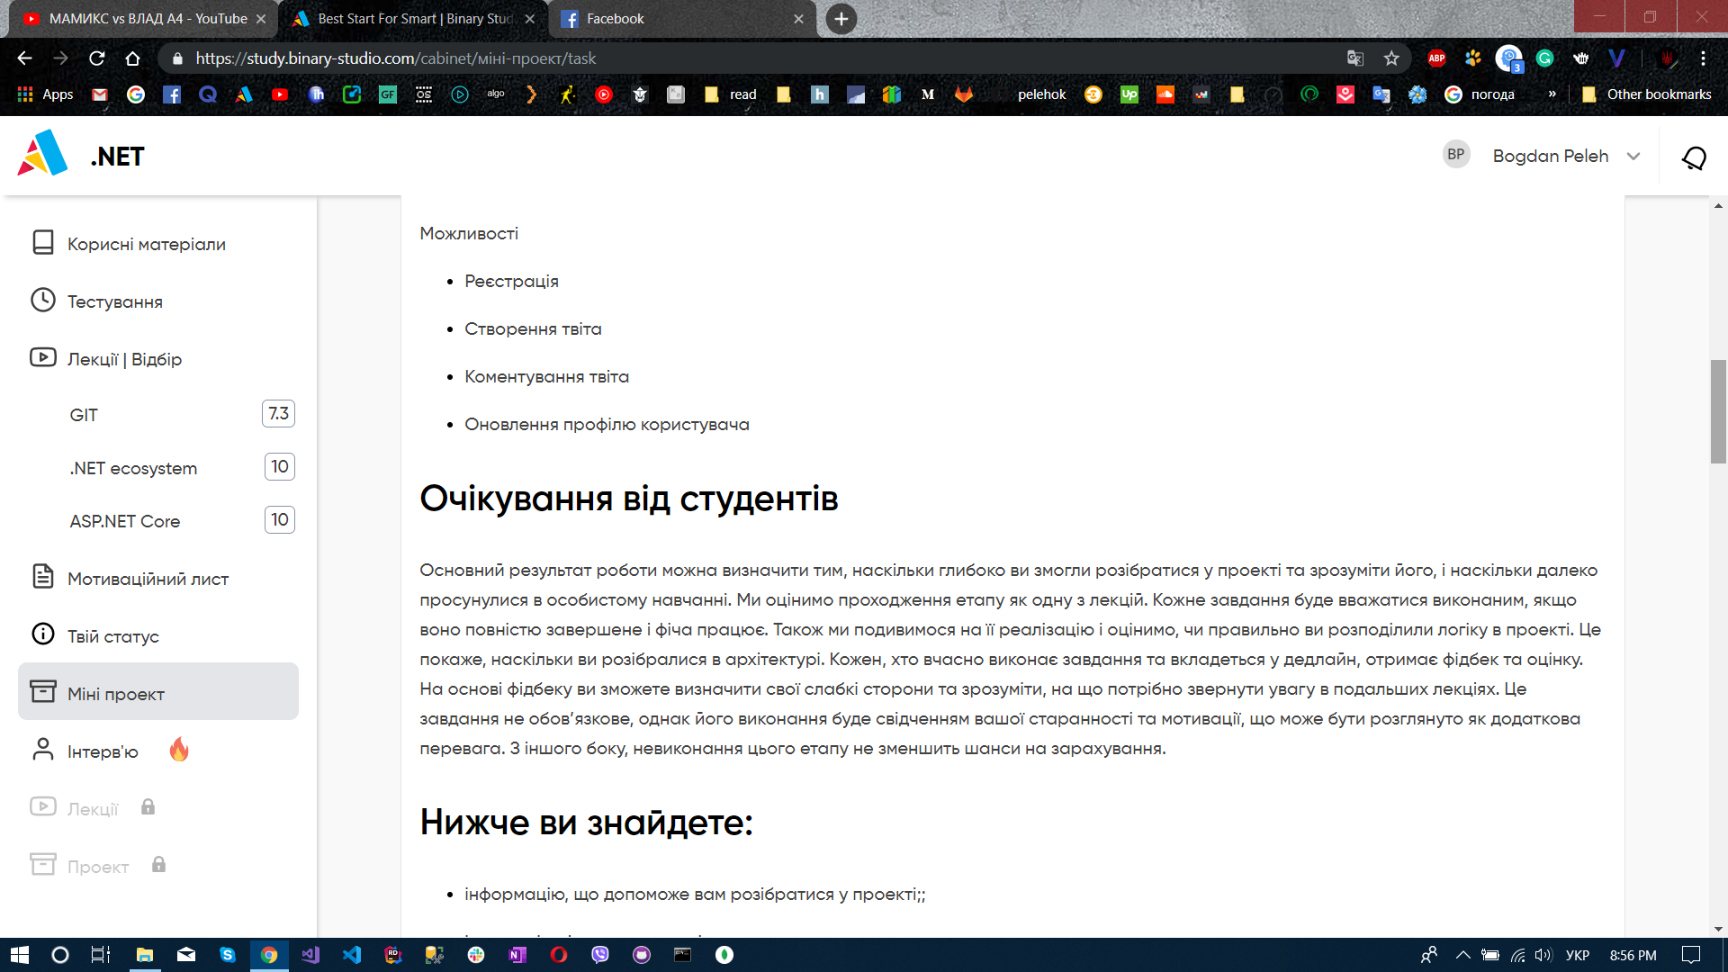 МАМИКС vs ВЛАД А4 - YouTube
Best Start For Smart | Binary Stud
Facebook
https://study.binary-studio.com/cabinet/міні-проект/task
ABP
3
Apps
GF
OS
algo
read
h
M
pelehok
Up
погода
»
Other bookmarks
.NET
BP
Bogdan Peleh
Корисні матеріали
Тестування
Лекції | Відбір
GIT
7.3
.NET ecosystem
10
ASP.NET Core
10
Мотиваційний лист
Твій статус
Міні проект
Інтерв'ю
Лекції
Проект
Можливості
• Реєстрація
• Створення твіта
• Коментування твіта
• Оновлення профілю користувача
Очікування від студентів
Основний результат роботи можна визначити тим, наскільки глибоко ви змогли розібратися у проекті та зрозуміти його, і наскільки далеко
просунулися в особистому навчанні. Ми оцінимо проходження етапу як одну з лекцій. Кожне завдання буде вважатися виконаним, якщо
воно повністю завершене і фіча працює. Також ми подивимося на її реалізацію і оцінимо, чи правильно ви розподілили логіку в проекті. Це
покаже, наскільки ви розібралися в архітектурі. Кожен, хто вчасно виконає завдання та вкладеться у дедлайн, отримає фідбек та оцінку.
На основі фідбеку ви зможете визначити свої слабкі сторони та зрозуміти, на що потрібно звернути увагу в подальших лекціях. Це
завдання не обов’язкове, однак його виконання буде свідченням вашої старанності та мотивації, що може бути розглянуто як додаткова
перевага. З іншого боку, невиконання цього етапу не зменшить шанси на зарахування.
Нижче ви знайдете:
• інформацію, що допоможе вам розібратися у проекті;;
УКР
8:56 PM